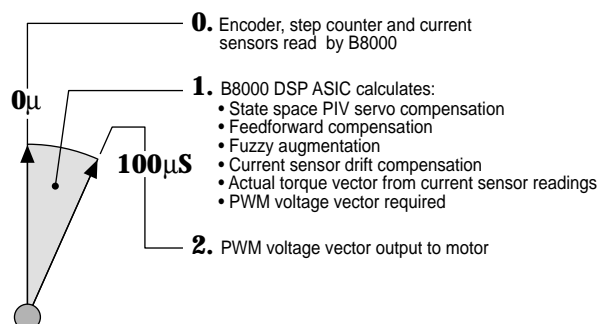 0. Encoder, step counter and current
sensors read by B8000
1. B8000 DSP ASIC calculates:
• State space PIV servo compensation
• Feedforward compensation
• Fuzzy augmentation
• Current sensor drift compensation
• Actual torque vector from current sensor readings
• PWM voltage vector required
0μ
100μS
2. PWM voltage vector output to motor